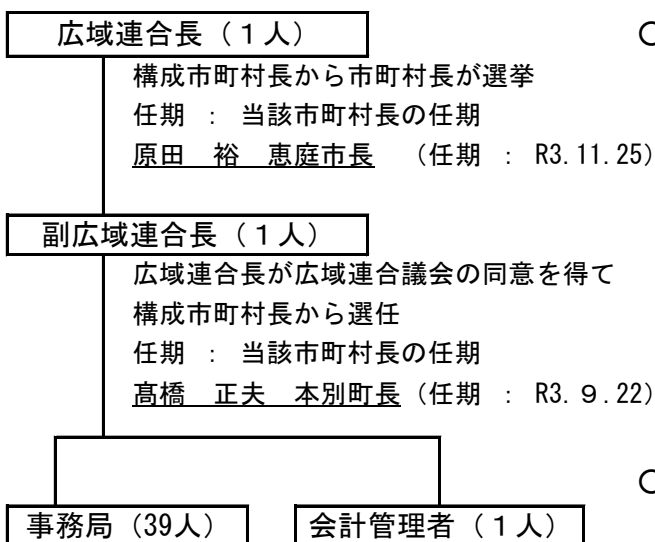 広域連合長（１人）
○
構成市町村長から市町村長が選挙
任期 ： 当該市町村長の任期
原田　裕　恵庭市長　（任期 ： R3.11.25）
副広域連合長（１人）
広域連合長が広域連合議会の同意を得て
構成市町村長から選任
任期 ： 当該市町村長の任期
髙橋　正夫　本別町長（任期 ： R3.９.22）
○
事務局（39人）
会計管理者（１人）